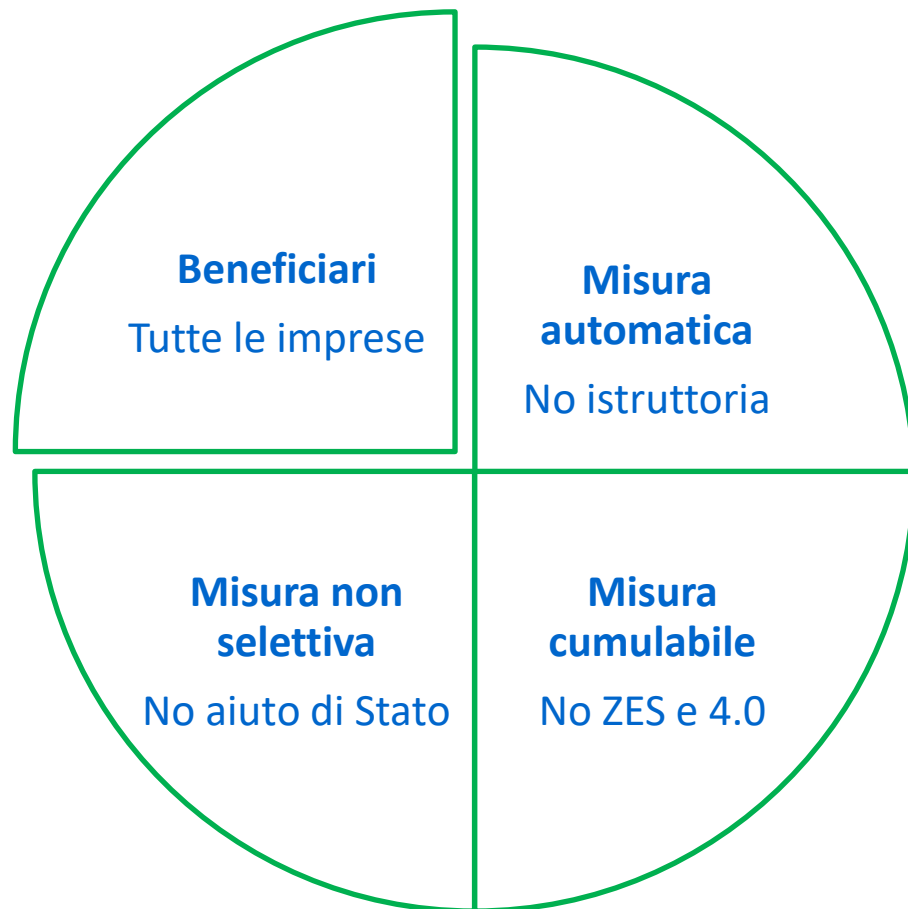 Beneficiari
Tutte le imprese
Misura
automatica
No istruttoria
Misura non
selettiva
No aiuto di Stato
Misura
cumulabile
No ZES e 4.0